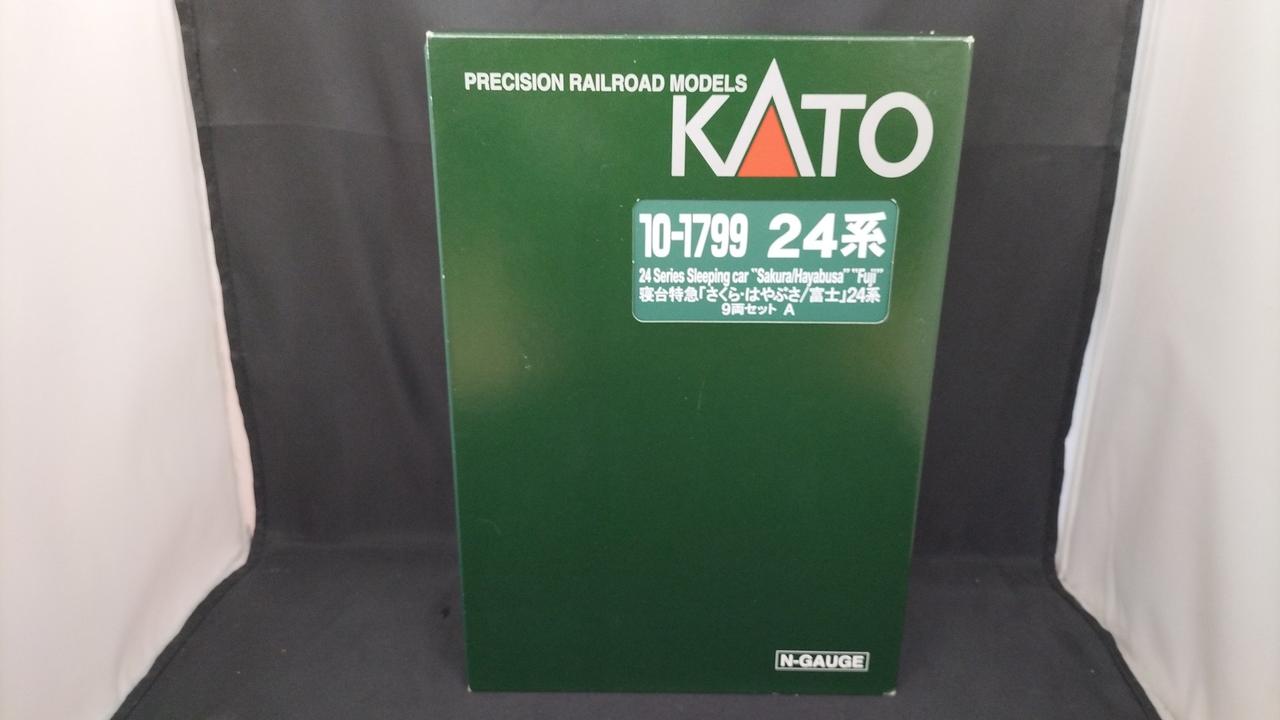 PRECISION RAILROAD MODELS
KATO
10-1799 24系
24 Series Sleeping car "Sakura/Hayabusa" "Fuji"
寝台特急「さくら・はやぶさ/富士」24系
9両セット A
N-GAUGE